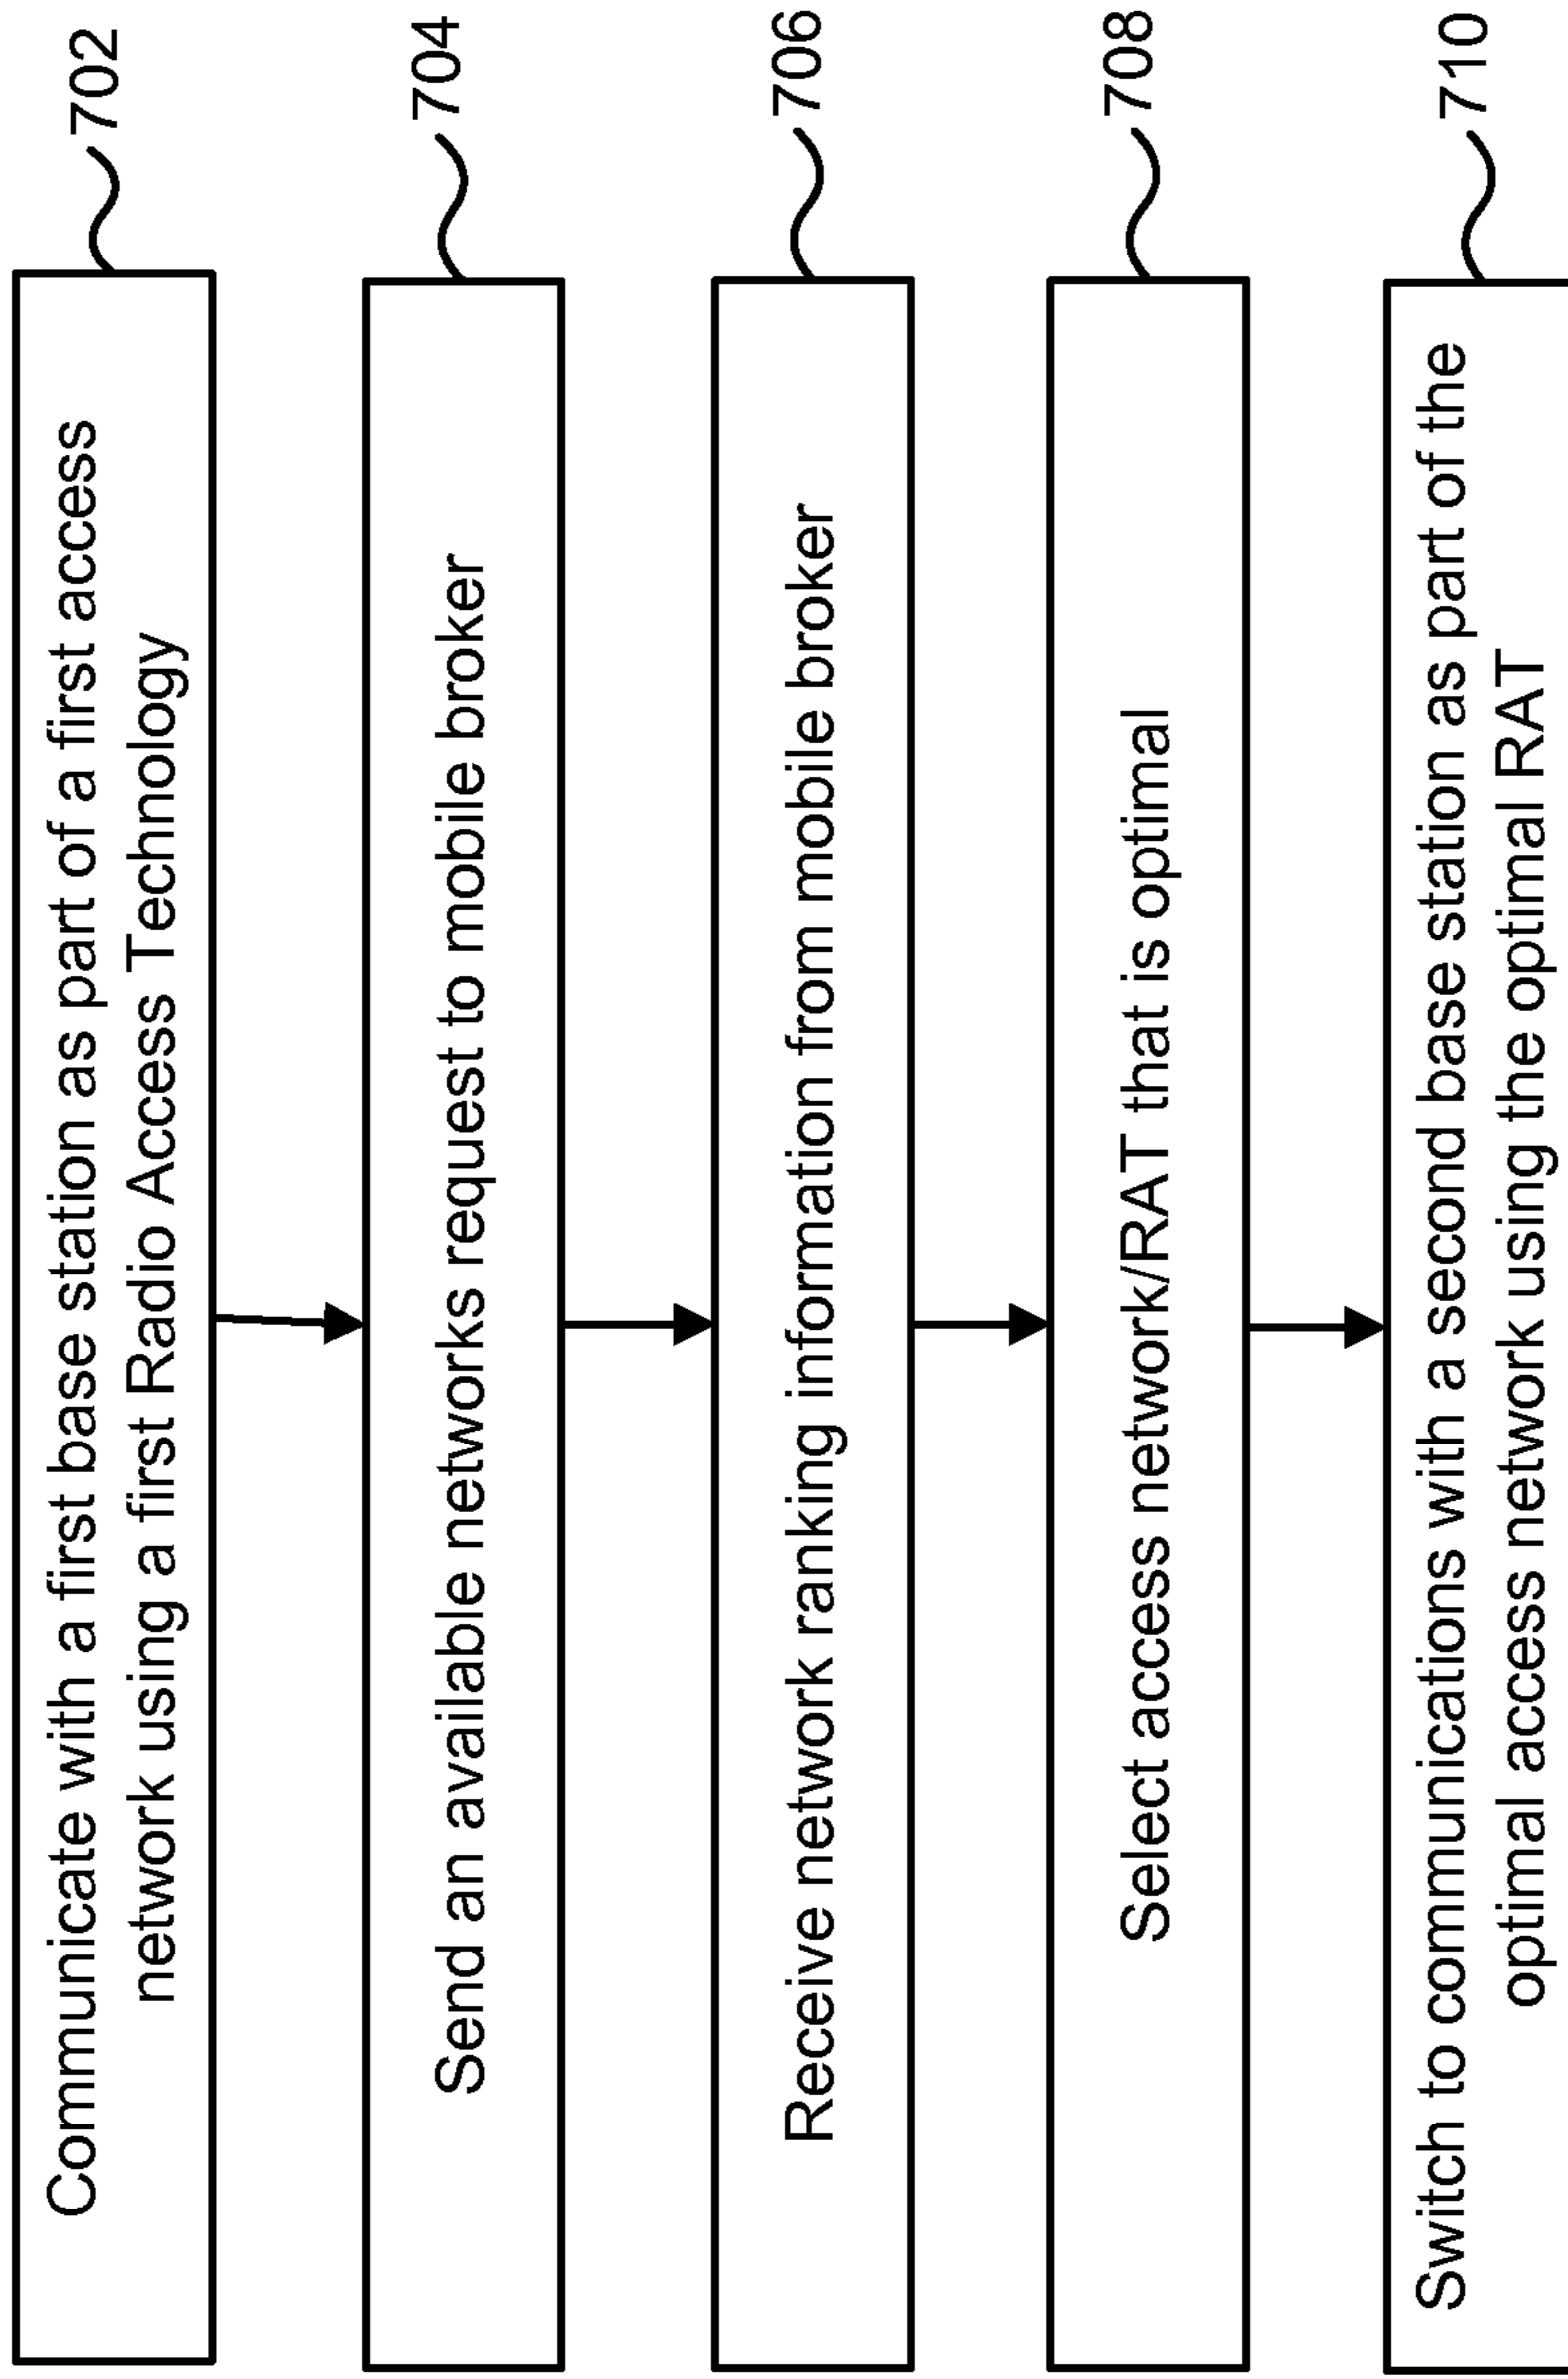 Communicate with a first base station as part of a first access
network using a first Radio Access Technology
702
Send an available networks request to mobile broker
704
Receive network ranking information from mobile broker
706
Select access network/RAT that is optimal
708
Switch to communications with a second base station as part of the
optimal access network using the optimal RAT
710